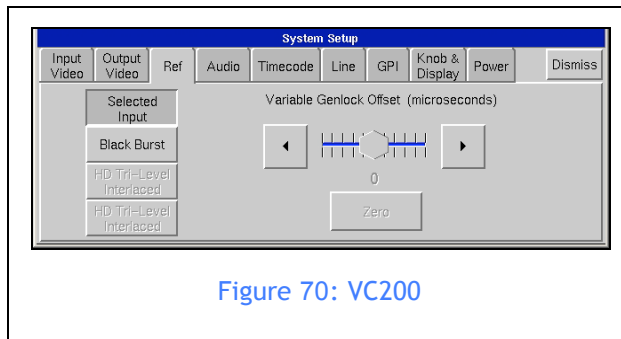 System Setup
Input Video
Output Video
Ref
Audio
Timecode
Line
GPI
Knob & Display
Power
Dismiss
Selected Input
Variable Genlock Offset (microseconds)
Black Burst
HD Tri-Level Interlaced
0
HD Tri-Level Interlaced
Zero
Figure 70: VC200